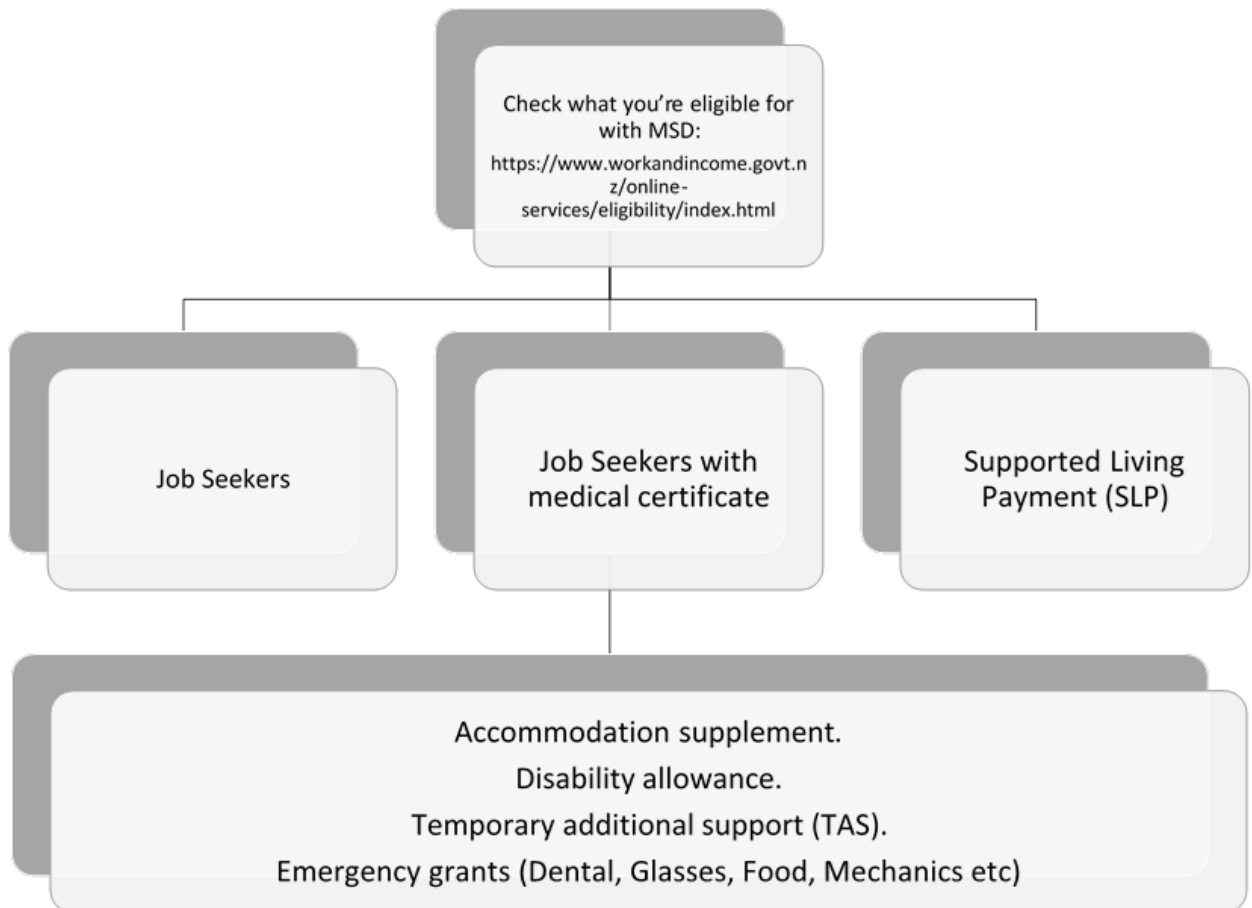 Check what you’re eligible for
with MSD:
https://www.workandincome.govt.n
z/online-
services/eligibility/index.html
Job Seekers
Job Seekers with
medical certificate
Supported Living
Payment (SLP)
Accommodation supplement.
Disability allowance.
Temporary additional support (TAS).
Emergency grants (Dental, Glasses, Food, Mechanics etc)